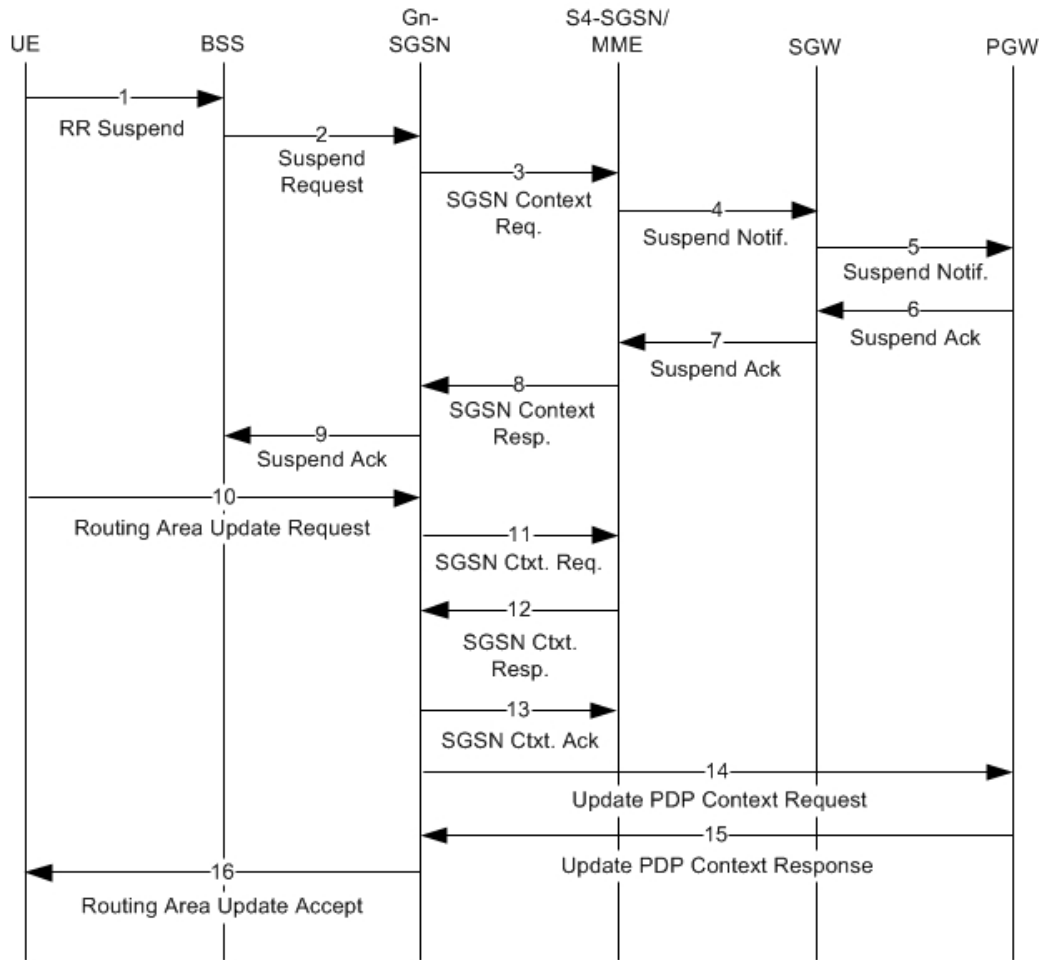 Gn-
S4-SGSN/
UE
BSS
SGSN
MME
SGW
PGW
1
RR Suspend
2
Suspend
Request
3
SGSN Context
Req.
4
Suspend Notif.
5
Suspend Notif.
6
Suspend Ack
7
Suspend Ack
8
SGSN Context
Resp.
9
Suspend Ack
10
Routing Area Update Request
11
SGSN Ctxt. Req.
12
SGSN Ctxt.
Resp.
13
SGSN Ctxt. Ack
14
Update PDP Context Request
15
Update PDP Context Response
16
Routing Area Update Accept